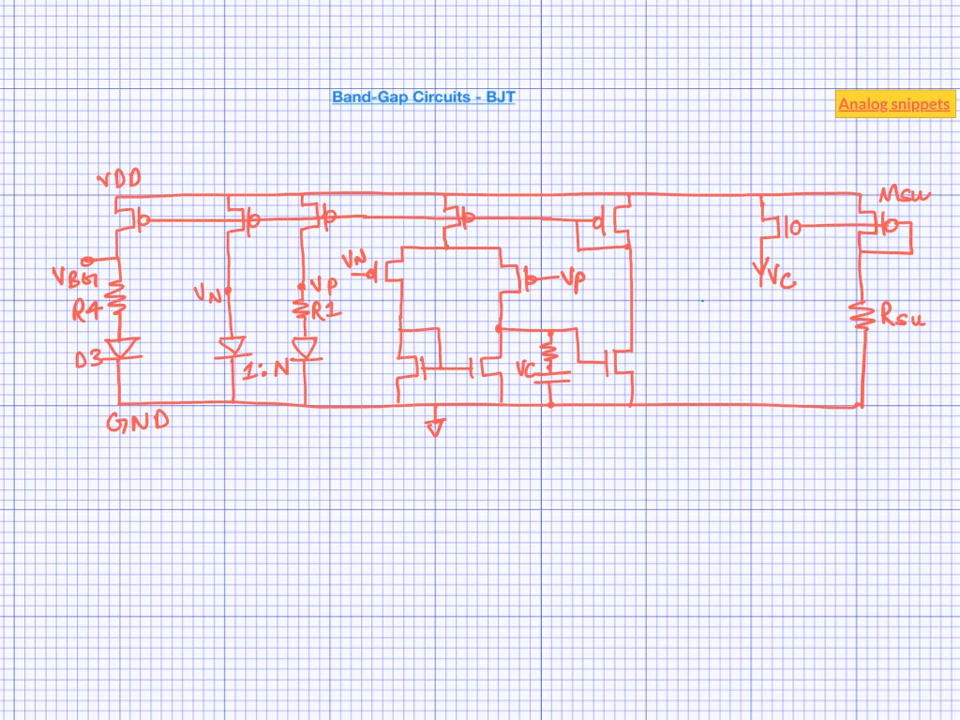 Band-Gap Circuits - BJT
Analog snippets
VDD
Msu
VN
VP
VBG
VN
VP
VC
R4
R1
Rsu
D3
1:N
VC
GND